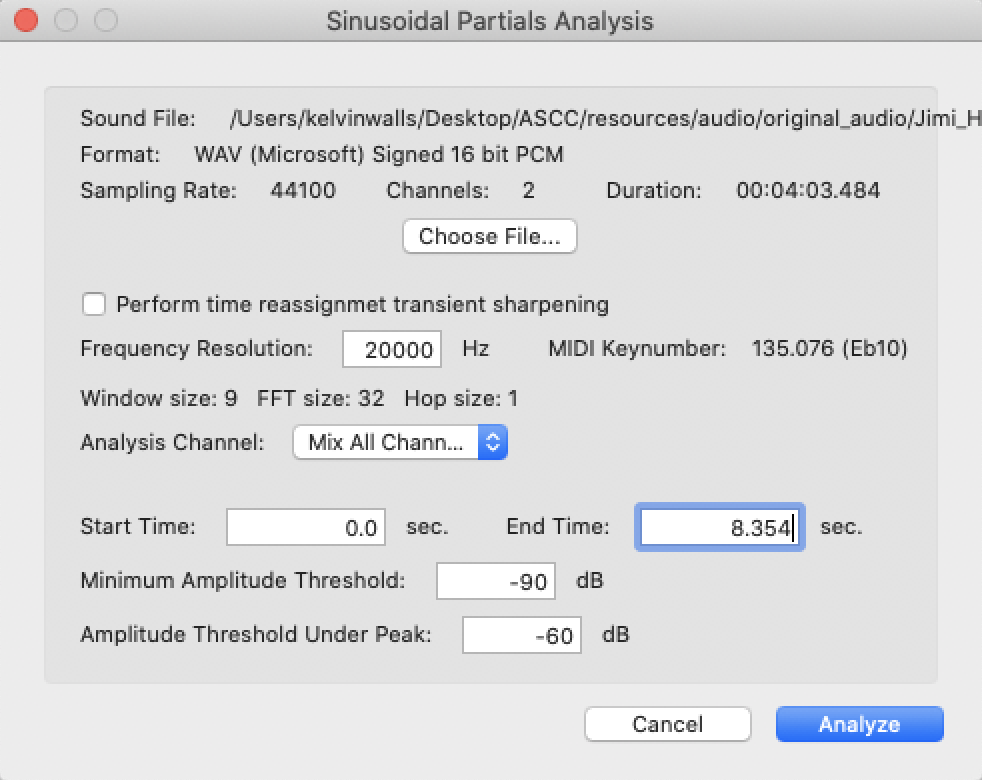 Sinusoidal Partials Analysis
Sound File: /Users/kelvinwalls/Desktop/ASCC/resources/audio/original_audio/Jimi_H
Format: WAV (Microsoft) Signed 16 bit PCM
Sampling Rate: 44100 Channels: 2 Duration: 00:04:03.484
Choose File...
Perform time reassignmet transient sharpening
Frequency Resolution: 20000 Hz MIDI Keynumber: 135.076 (Eb10)
Window size: 9 FFT size: 32 Hop size: 1
Analysis Channel: Mix All Chann...
Start Time: 0.0 sec. End Time: 8.354 sec.
Minimum Amplitude Threshold: -90 dB
Amplitude Threshold Under Peak: -60 dB
Cancel Analyze